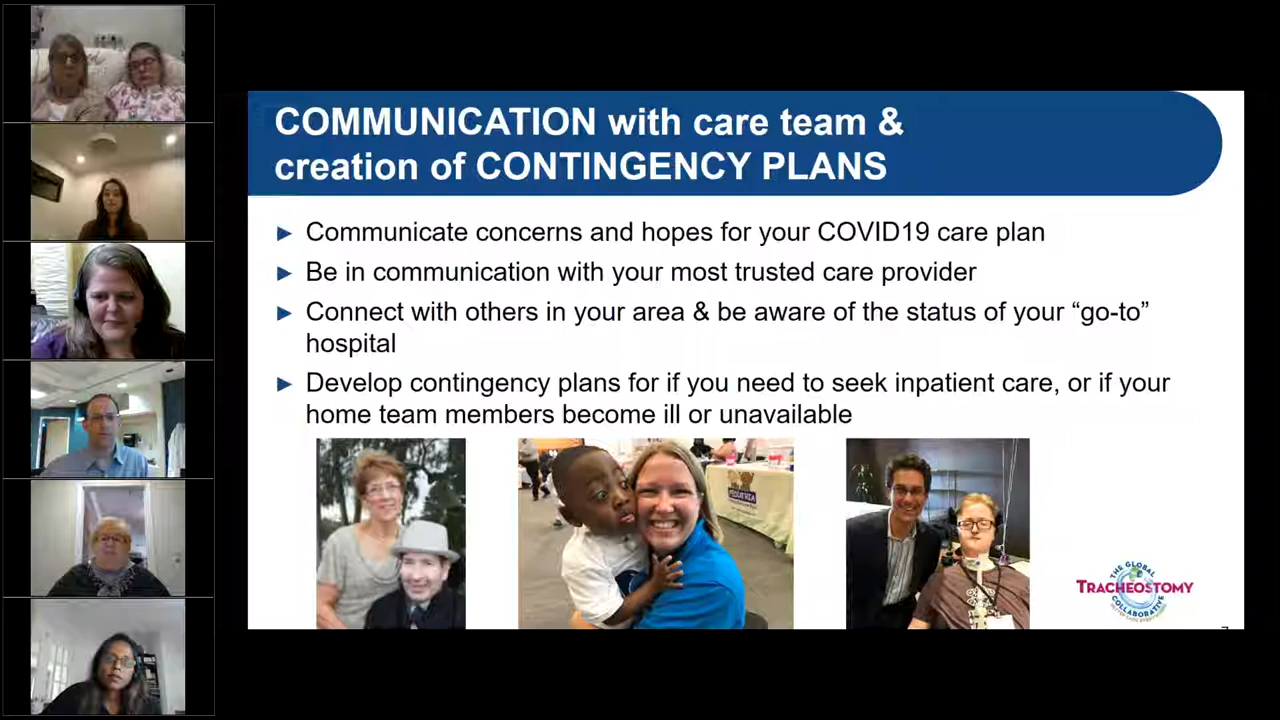 COMMUNICATION with care team &
creation of CONTINGENCY PLANS
► Communicate concerns and hopes for your COVID19 care plan
► Be in communication with your most trusted care provider
► Connect with others in your area & be aware of the status of your “go-to”
hospital
► Develop contingency plans for if you need to seek inpatient care, or if your
home team members become ill or unavailable
THE GLOBAL
TRACHEOSTOMY
COLLABORATIVE